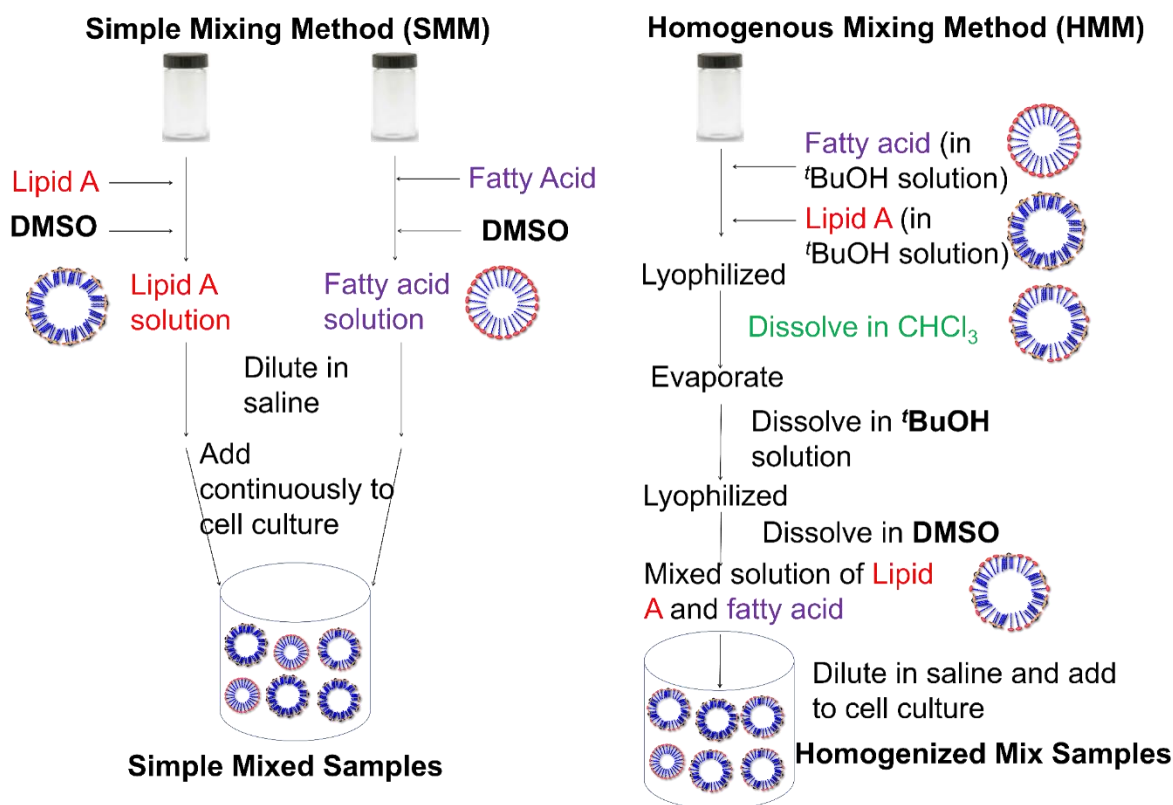 Simple Mixing Method (SMM)
Lipid A
DMSO
Fatty Acid
DMSO
Lipid A
solution
Fatty acid
solution
Dilute in
saline
Add
continuously to
cell culture
Simple Mixed Samples
Homogenous Mixing Method (HMM)
Fatty acid (in
ᵗBuOH solution)
Lipid A (in
ᵗBuOH solution)
Lyophilized
Dissolve in CHCl₃
Evaporate
Dissolve in ᵗBuOH
solution
Lyophilized
Dissolve in DMSO
Mixed solution of Lipid
A and fatty acid
Dilute in saline and add
to cell culture
Homogenized Mix Samples